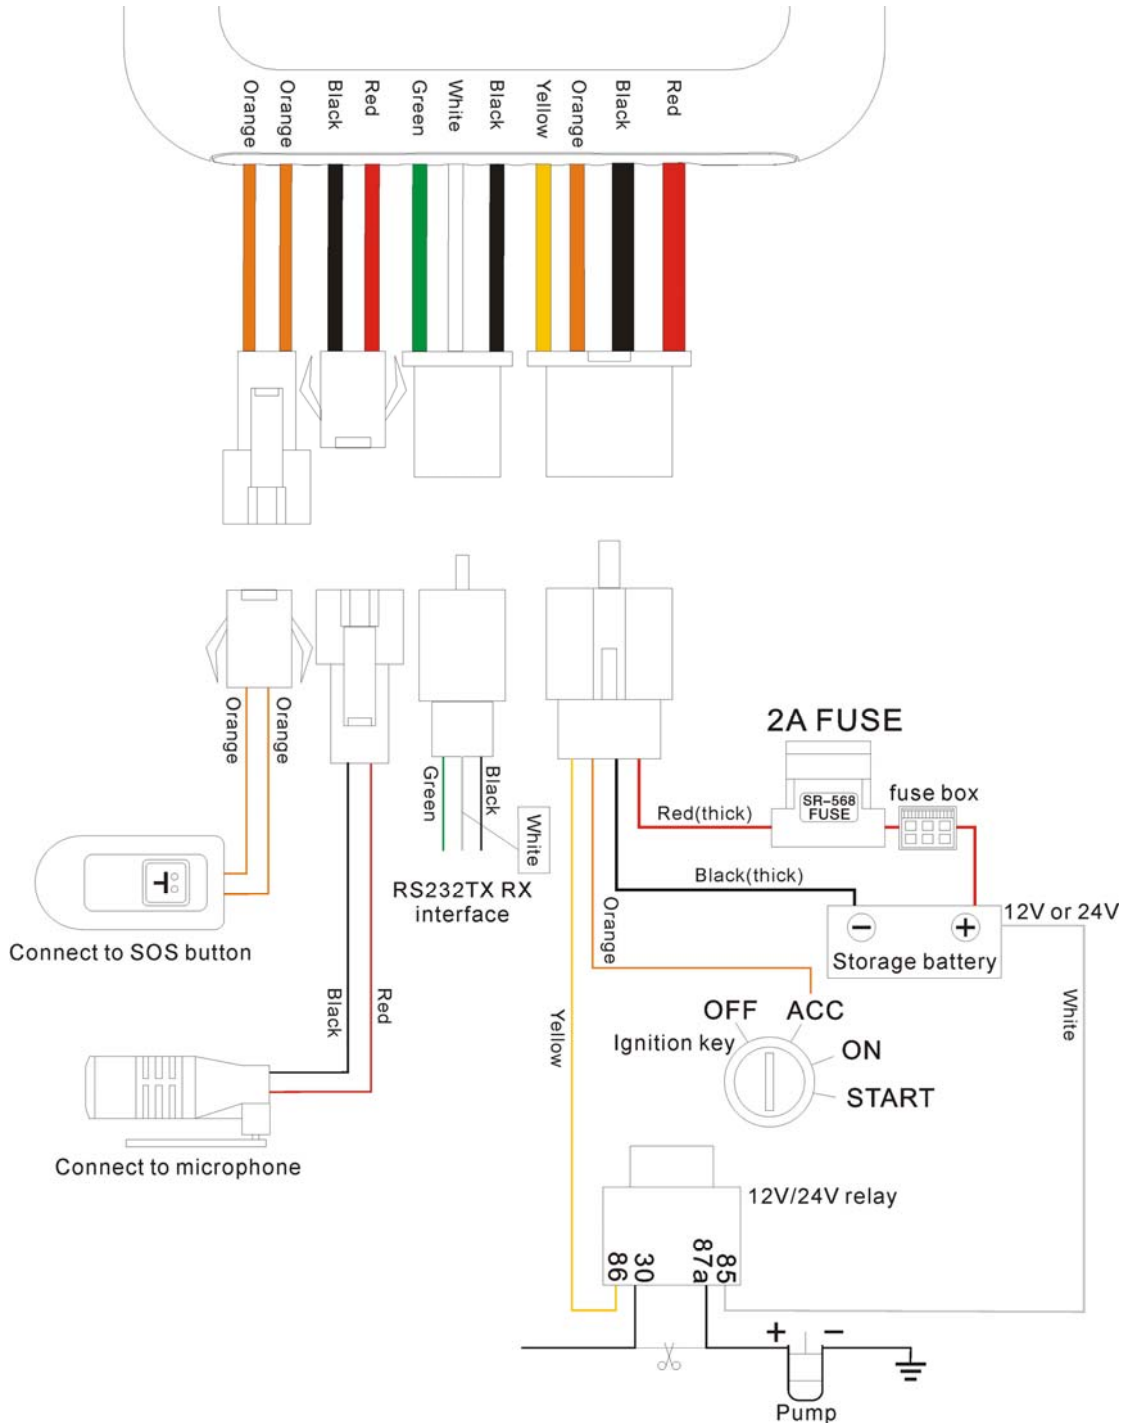 Orange
Orange
Black
Red
Green
White
Black
Yellow
Orange
Black
Red
Orange
Orange
Green
Black
White
RS232TX RX
interface
2A FUSE
SR-568
FUSE
fuse box
Red(thick)
Black(thick)
12V or 24V
Storage battery
Orange
Connect to SOS button
Black
Red
Yellow
White
OFF
ACC
Ignition key
ON
START
Connect to microphone
12V/24V relay
86
30
87a
85
+
−
Pump